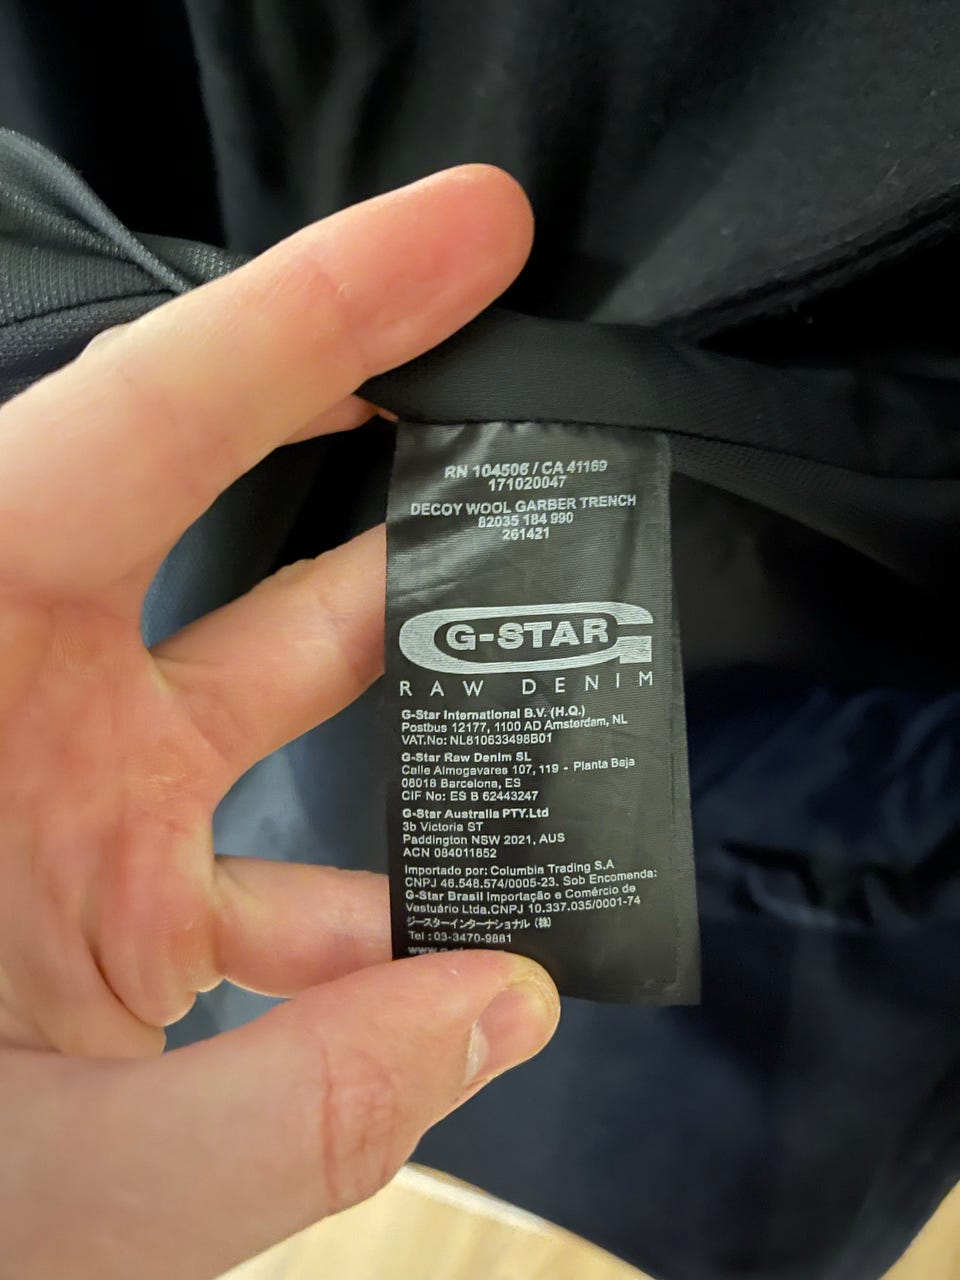 RN 104506 / CA 41169
171020047
DECOY WOOL GARBER TRENCH
82035 184 990
261421
G-STAR
RAW DENIM
G-Star International B.V. (H.Q.)
Postbus 12177, 1100 AD Amsterdam, NL
VAT.No: NL810633498B01
G-Star Raw Denim SL
Calle Almogavares 107, 119 - Planta Baja
08018 Barcelona, ES
CIF No: ES B 62443247
G-Star Australia PTY.Ltd
3b Victoria ST
Paddington NSW 2021, AUS
ACN 084011852
Importado por: Columbia Trading S.A
CNPJ 46.548.574/0005-23. Sob Encomenda:
G-Star Brasil Importação e Comércio de
Vestuário Ltda.CNPJ 10.337.035/0001-74
ジースターインターナショナル (株)
Tel : 03-3470-9881